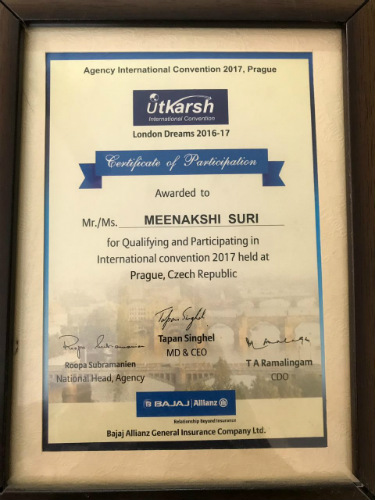 Agency International Convention 2017, Prague
Utkarsh
International Convention
London Dreams 2016-17
Certificate of Participation
Awarded to
Mr./Ms. MEENAKSHI SURI
for Qualifying and Participating in
International convention 2017 held at
Prague, Czech Republic
Tapan Singhel
Tapan Singhel
MD & CEO
Roopa Subramanien
National Head, Agency
T A Ramalingam
CDO
BAJAJ Allianz
Relationship Beyond Insurance
Bajaj Allianz General Insurance Company Ltd.